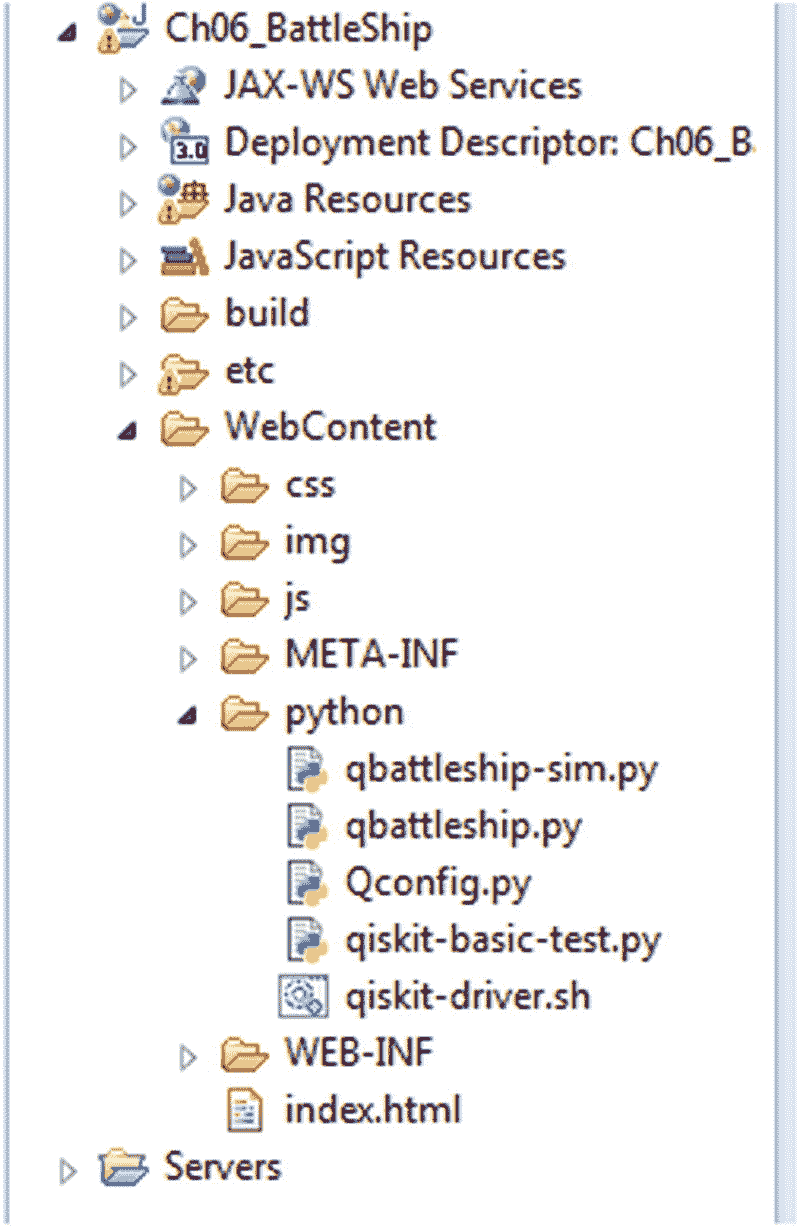 Ch06_BattleShip
JAX-WS Web Services
3.0 Deployment Descriptor: Ch06_B
Java Resources
JavaScript Resources
build
etc
WebContent
css
img
js
META-INF
python
qbattleship-sim.py
qbattleship.py
Qconfig.py
qiskit-basic-test.py
qiskit-driver.sh
WEB-INF
index.html
Servers